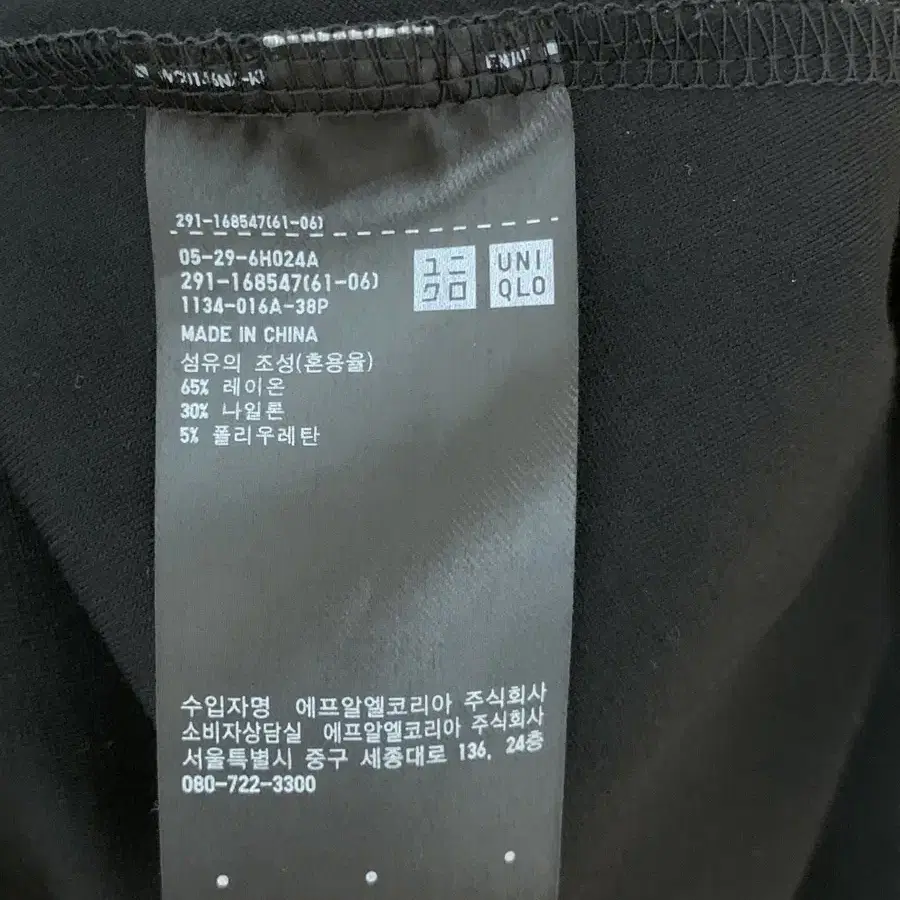 291-168547(61-06)
05-29-6H024A
291-168547(61-06)
1134-016A-38P
ユニ
クロ
UNI
QLO
MADE IN CHINA
섬유의 조성(혼용율)
65% 레이온
30% 나일론
5% 폴리우레탄
수입자명 에프알엘코리아 주식회사
소비자상담실 에프알엘코리아 주식회사
서울특별시 중구 세종대로 136, 24층
080-722-3300